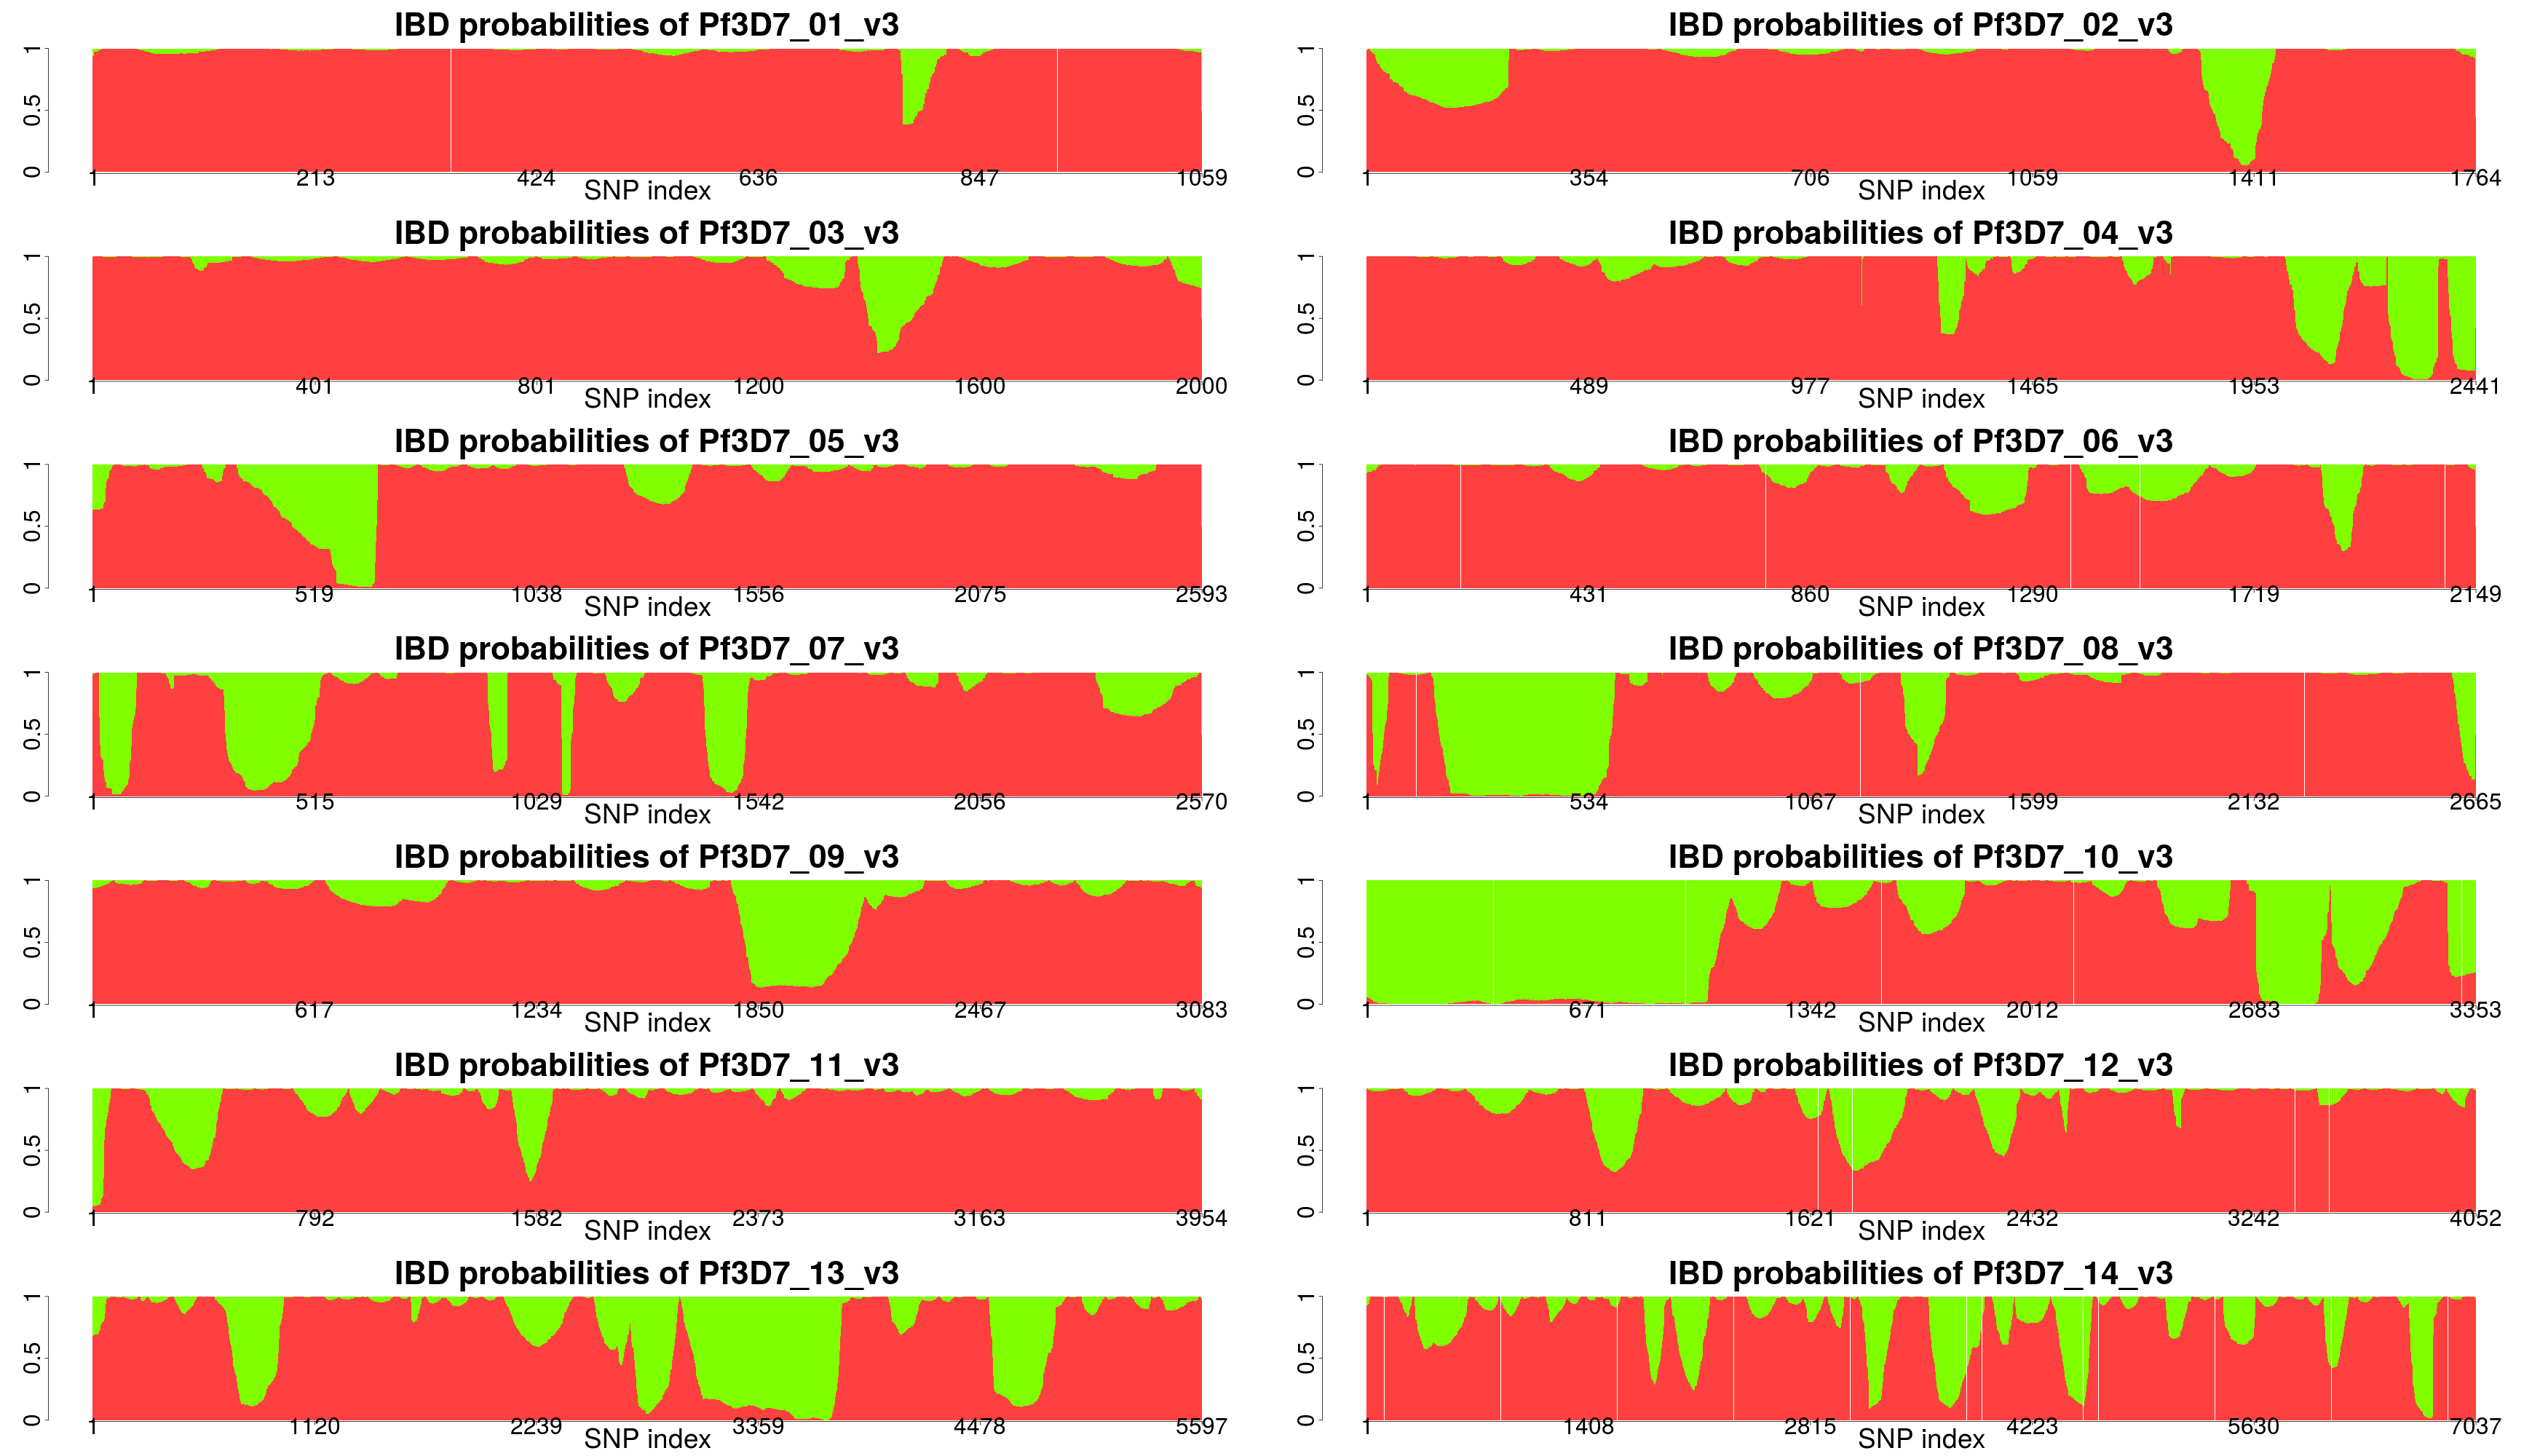 IBD probabilities of Pf3D7_01_v3
1
0.5
0
1 213 424 636 847 1059
SNP index
IBD probabilities of Pf3D7_02_v3
1
0.5
0
1 354 706 1059 1411 1764
SNP index
IBD probabilities of Pf3D7_03_v3
1
0.5
0
1 401 801 1200 1600 2000
SNP index
IBD probabilities of Pf3D7_04_v3
1
0.5
0
1 489 977 1465 1953 2441
SNP index
IBD probabilities of Pf3D7_05_v3
1
0.5
0
1 519 1038 1556 2075 2593
SNP index
IBD probabilities of Pf3D7_06_v3
1
0.5
0
1 431 860 1290 1719 2149
SNP index
IBD probabilities of Pf3D7_07_v3
1
0.5
0
1 515 1029 1542 2056 2570
SNP index
IBD probabilities of Pf3D7_08_v3
1
0.5
0
1 534 1067 1599 2132 2665
SNP index
IBD probabilities of Pf3D7_09_v3
1
0.5
0
1 617 1234 1850 2467 3083
SNP index
IBD probabilities of Pf3D7_10_v3
1
0.5
0
1 671 1342 2012 2683 3353
SNP index
IBD probabilities of Pf3D7_11_v3
1
0.5
0
1 792 1582 2373 3163 3954
SNP index
IBD probabilities of Pf3D7_12_v3
1
0.5
0
1 811 1621 2432 3242 4052
SNP index
IBD probabilities of Pf3D7_13_v3
1
0.5
0
1 1120 2239 3359 4478 5597
SNP index
IBD probabilities of Pf3D7_14_v3
1
0.5
0
1 1408 2815 4223 5630 7037
SNP index